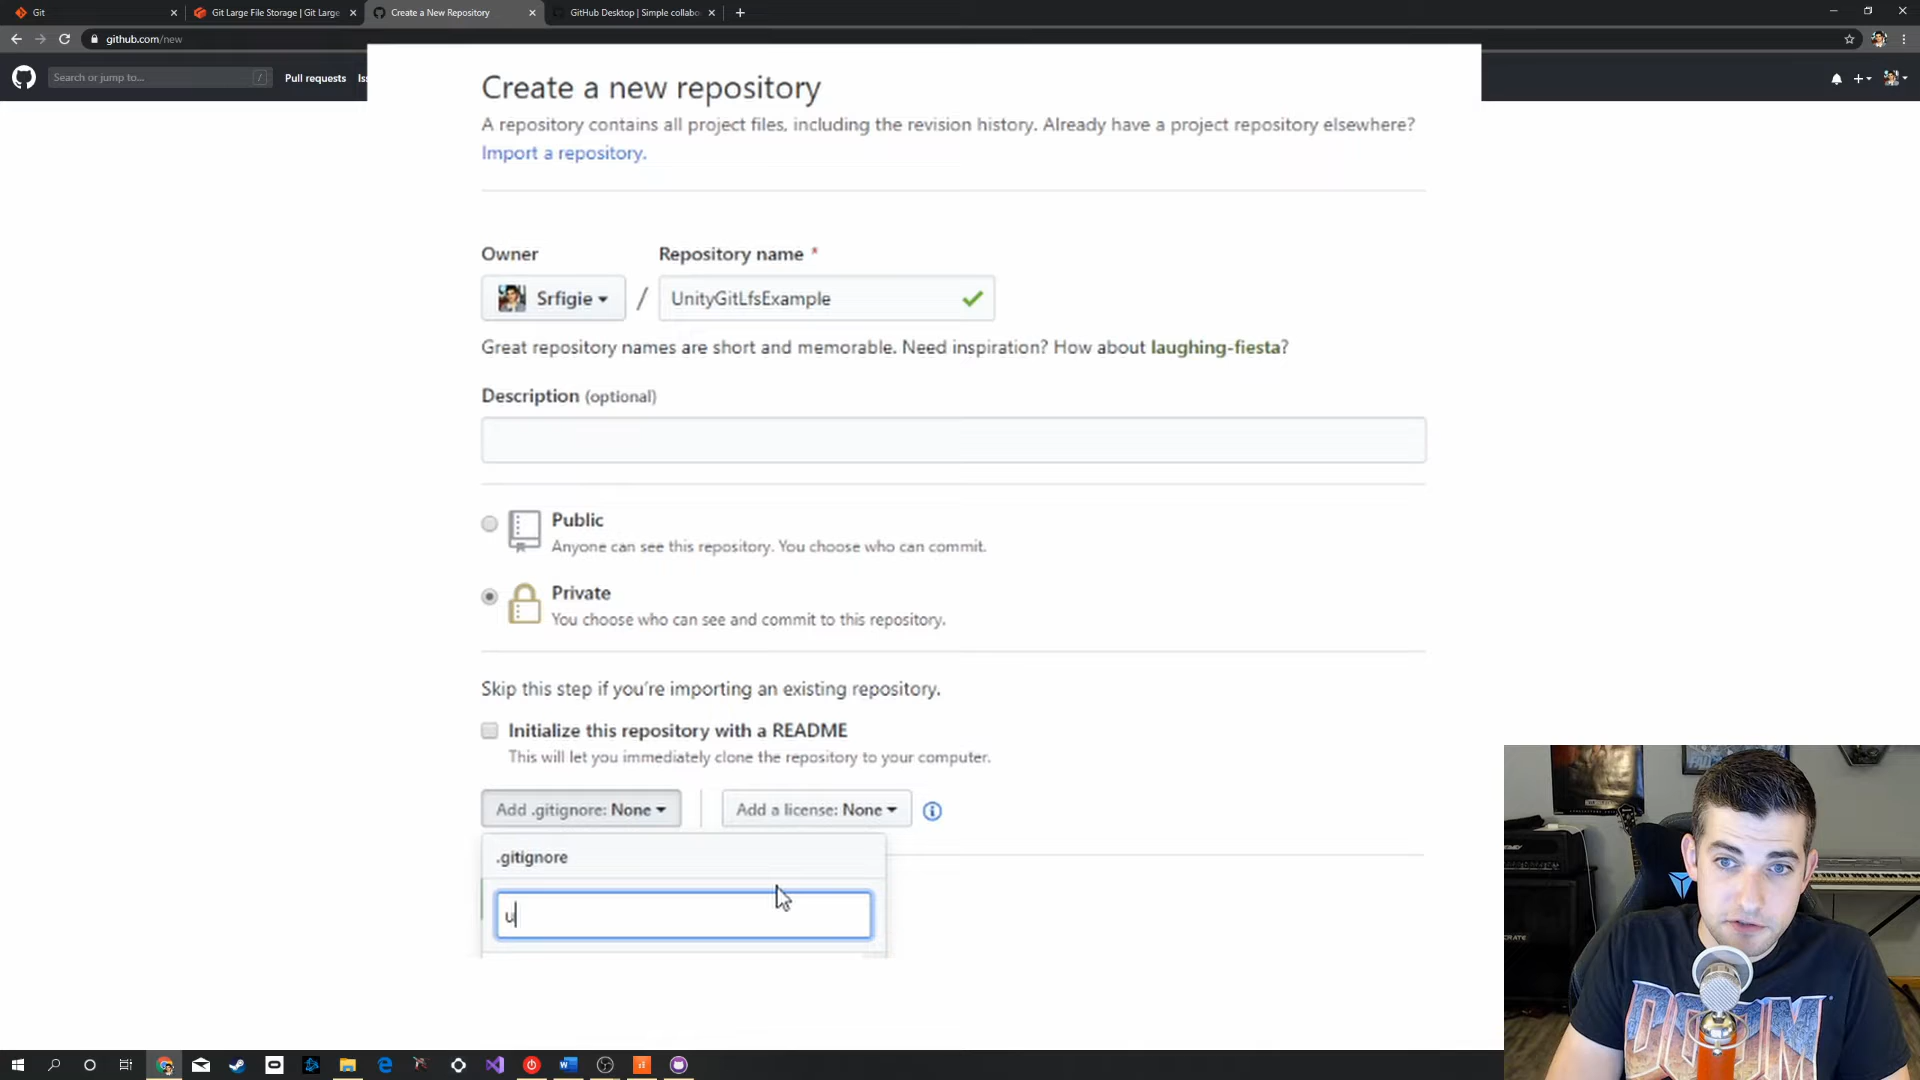 Git
Git Large File Storage | Git Large
Create a New Repository
GitHub Desktop | Simple collabo
github.com/new
Search or jump to...
/
Pull requests
Iss
Create a new repository
A repository contains all project files, including the revision history. Already have a project repository elsewhere?
Import a repository.
Owner
Repository name *
Srfigie
/
UnityGitLfsExample
Great repository names are short and memorable. Need inspiration? How about laughing-fiesta?
Description (optional)
Public
Anyone can see this repository. You choose who can commit.
Private
You choose who can see and commit to this repository.
Skip this step if you're importing an existing repository.
Initialize this repository with a README
This will let you immediately clone the repository to your computer.
Add .gitignore: None
Add a license: None
.gitignore
u
DOOM